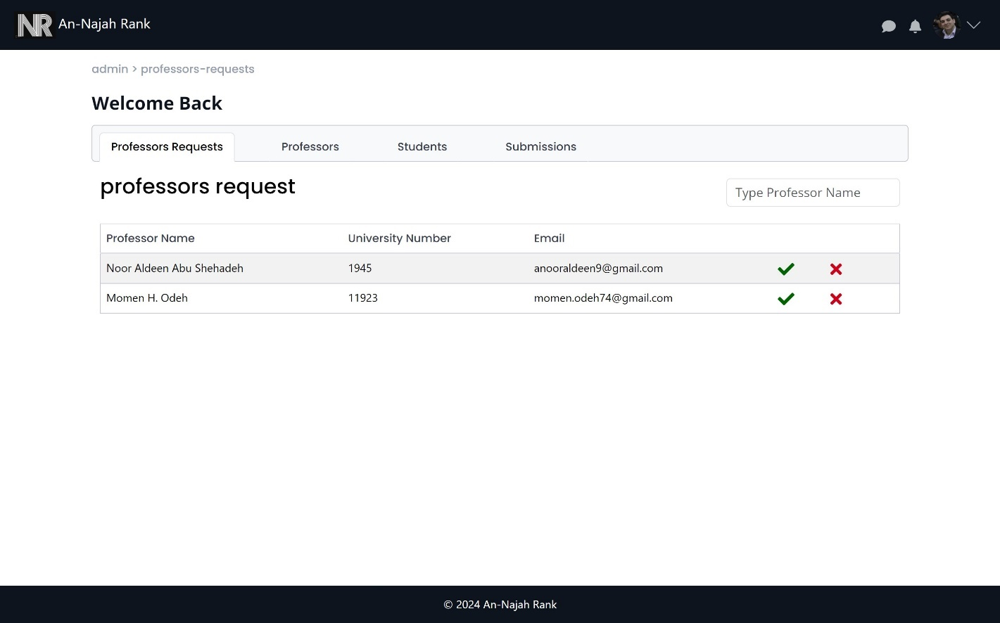 NR An-Najah Rank
admin > professors-requests
Welcome Back
Professors Requests Professors Students Submissions
professors request
Type Professor Name
Professor Name University Number Email
Noor Aldeen Abu Shehadeh 1945 anooraldeen9@gmail.com
Momen H. Odeh 11923 momen.odeh74@gmail.com
© 2024 An-Najah Rank